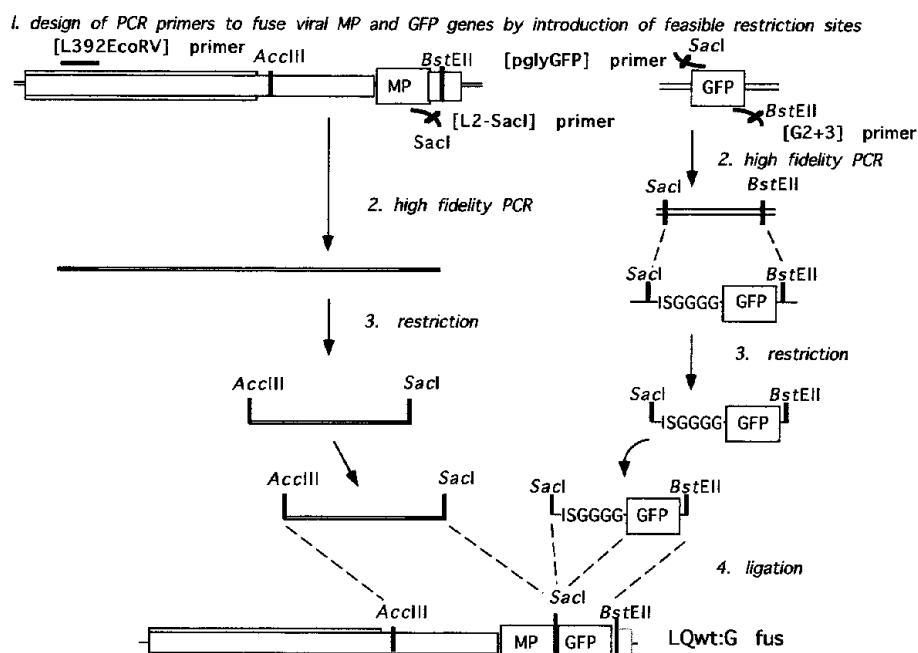 I. design of PCR primers to fuse viral MP and GFP genes by introduction of feasible restriction sites
[L392EcoRV] primer
AccIII
BstEII
MP
[L2-SacI] primer
SacI
[pglyGFP] primer
SacI
GFP
BstEII
[G2+3] primer
2. high fidelity PCR
2. high fidelity PCR
SacI
BstEII
SacI
BstEII
ISGGGG
GFP
3. restriction
3. restriction
AccIII
SacI
SacI
BstEII
ISGGGG
GFP
AccIII
SacI
SacI
BstEII
ISGGGG
GFP
4. ligation
AccIII
SacI
BstEII
MP
GFP
LQwt:G fus